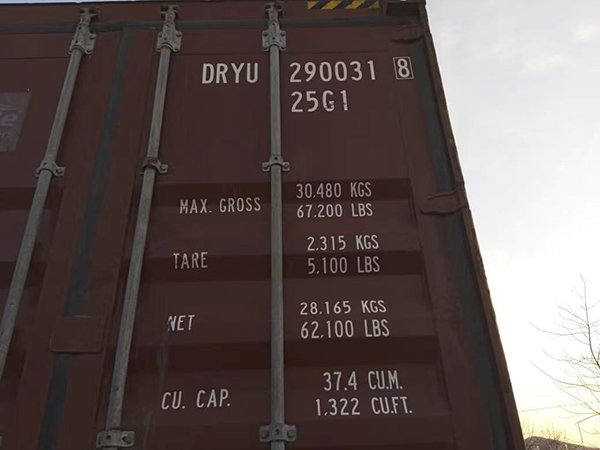 DRYU 290031 8
25G1
MAX. GROSS 30.480 KGS
67.200 LBS
TARE 2.315 KGS
5.100 LBS
NET 28.165 KGS
62,100 LBS
CU. CAP. 37.4 CU.M.
1,322 CU.FT.